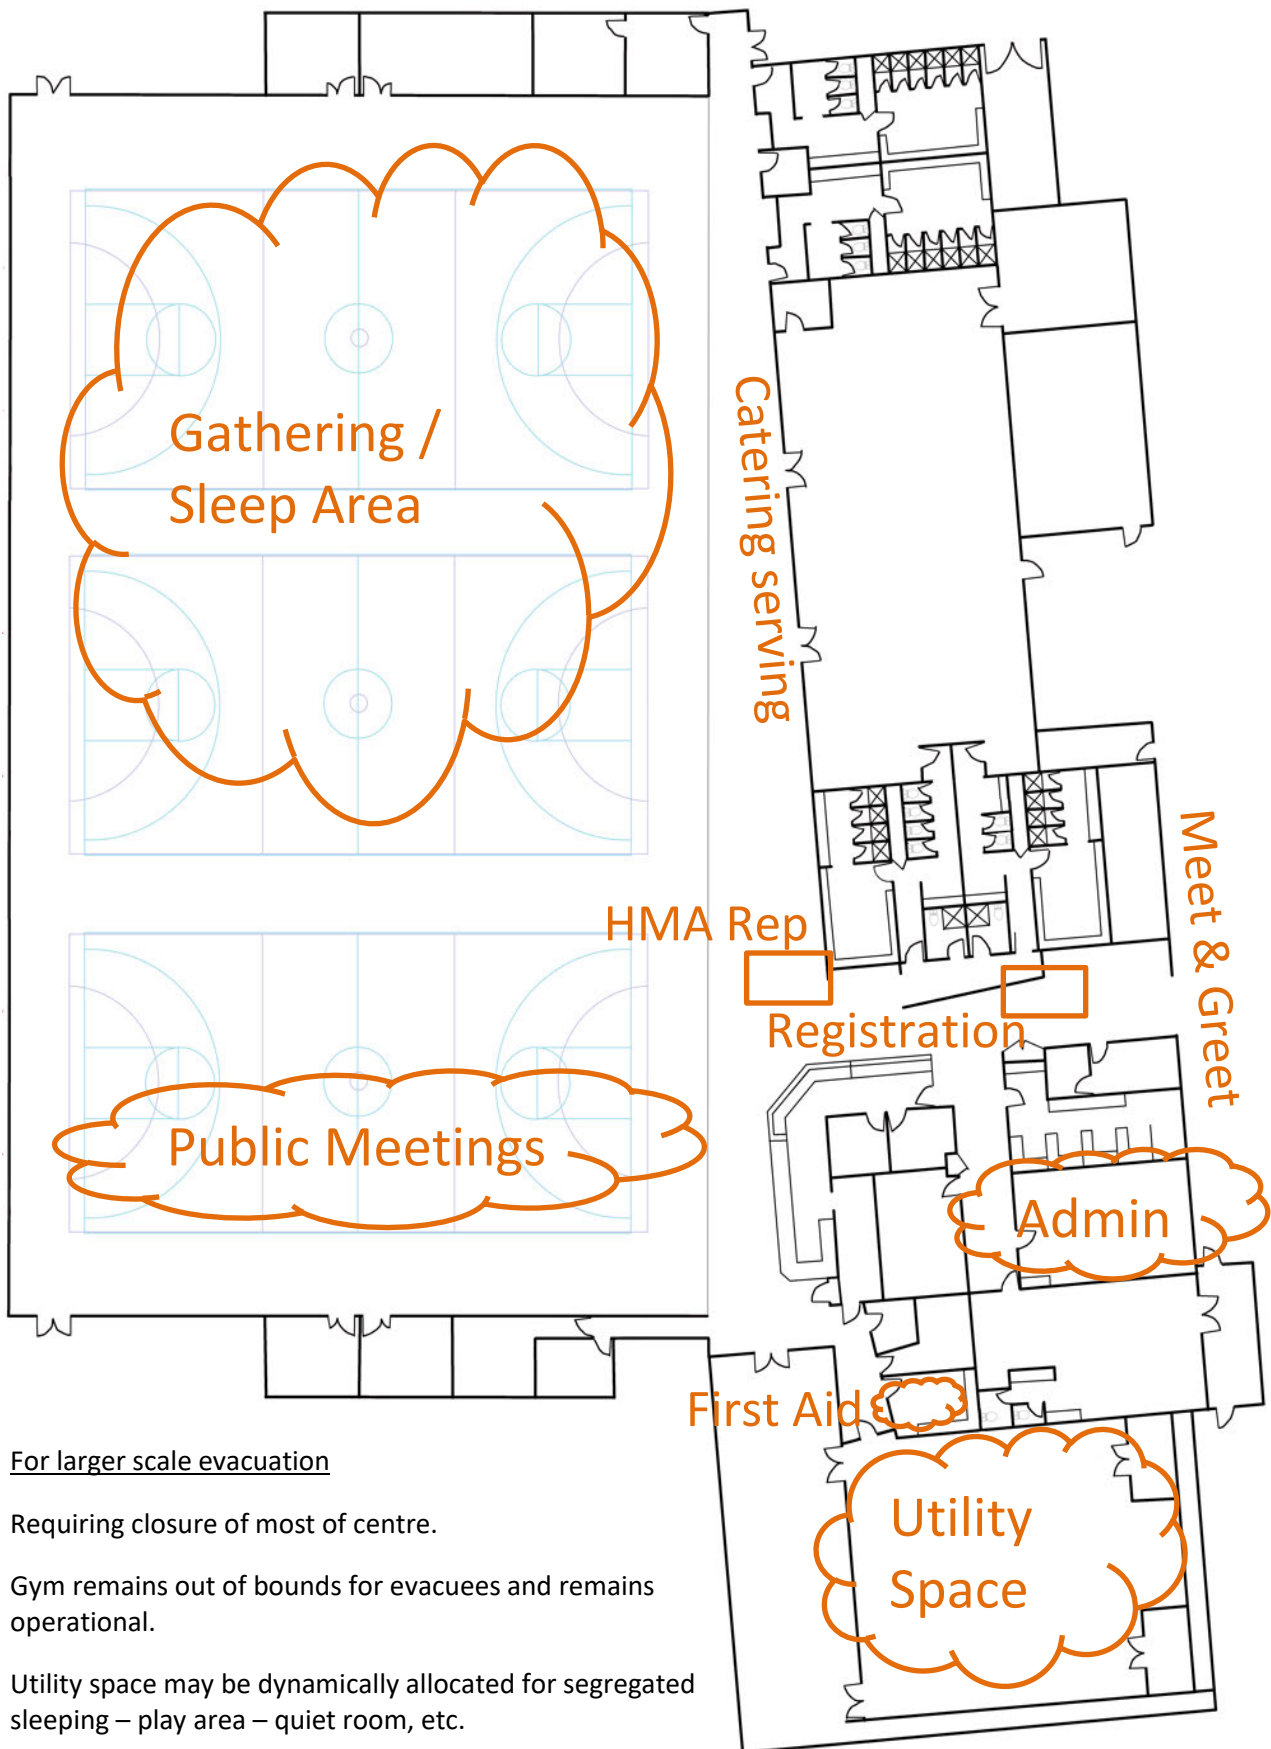 Gathering /
Sleep Area
Catering serving
Meet & Greet
HMA Rep
Registration
Public Meetings
Admin
First Aid
Utility
Space
For larger scale evacuation
Requiring closure of most of centre.
Gym remains out of bounds for evacuees and remains
operational.
Utility space may be dynamically allocated for segregated
sleeping – play area – quiet room, etc.